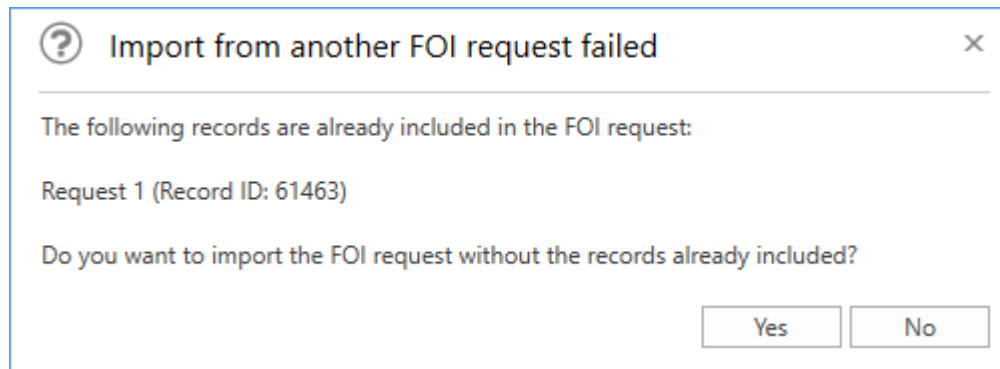 Import from another FOI request failed
The following records are already included in the FOI request:
Request 1 (Record ID: 61463)
Do you want to import the FOI request without the records already included?
Yes No